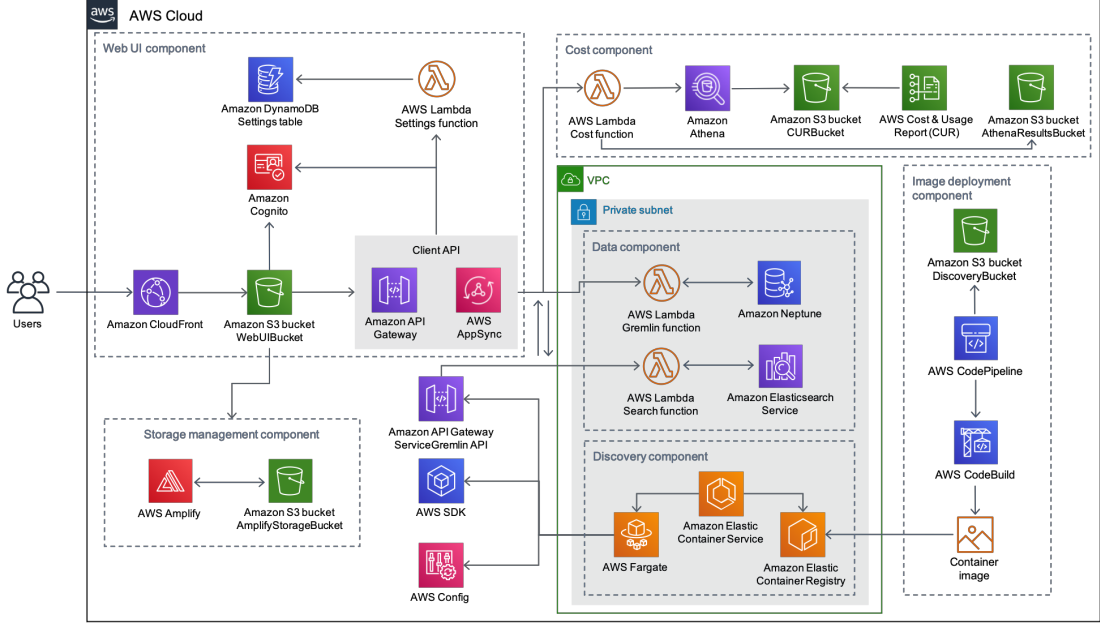 aws
AWS Cloud
Web UI component
Amazon DynamoDB
Settings table
AWS Lambda
Settings function
Amazon
Cognito
Client API
Users
Amazon CloudFront
Amazon S3 bucket
WebUIBucket
Amazon API
Gateway
AWS
AppSync
Cost component
AWS Lambda
Cost function
Amazon
Athena
Amazon S3 bucket
CURBucket
AWS Cost & Usage
Report (CUR)
Amazon S3 bucket
AthenaResultsBucket
VPC
Private subnet
Data component
AWS Lambda
Gremlin function
Amazon Neptune
AWS Lambda
Search function
Amazon Elasticsearch
Service
Image deployment
component
Amazon S3 bucket
DiscoveryBucket
AWS CodePipeline
AWS CodeBuild
Container
image
Amazon API Gateway
ServiceGremlin API
AWS SDK
AWS Config
Storage management component
AWS Amplify
Amazon S3 bucket
AmplifyStorageBucket
Discovery component
Amazon Elastic
Container Service
AWS Fargate
Amazon Elastic
Container Registry